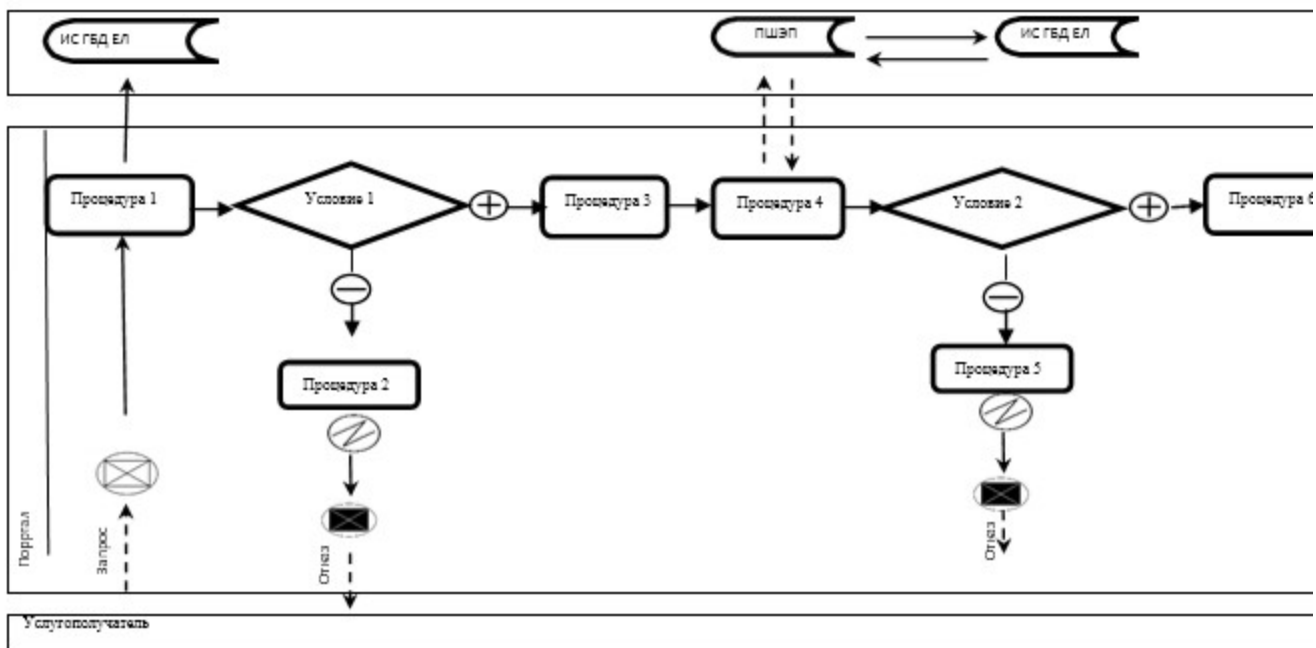 ИС ГБД ЕЛ
ПШЭП
ИС ГБД ЕЛ
Процедура 1
Условие 1
Процедура 3
Процедура 4
Условие 2
Процедура 6
Процедура 2
Процедура 5
Порртал
Запрос
Отказ
Отказ
Услугополучатель